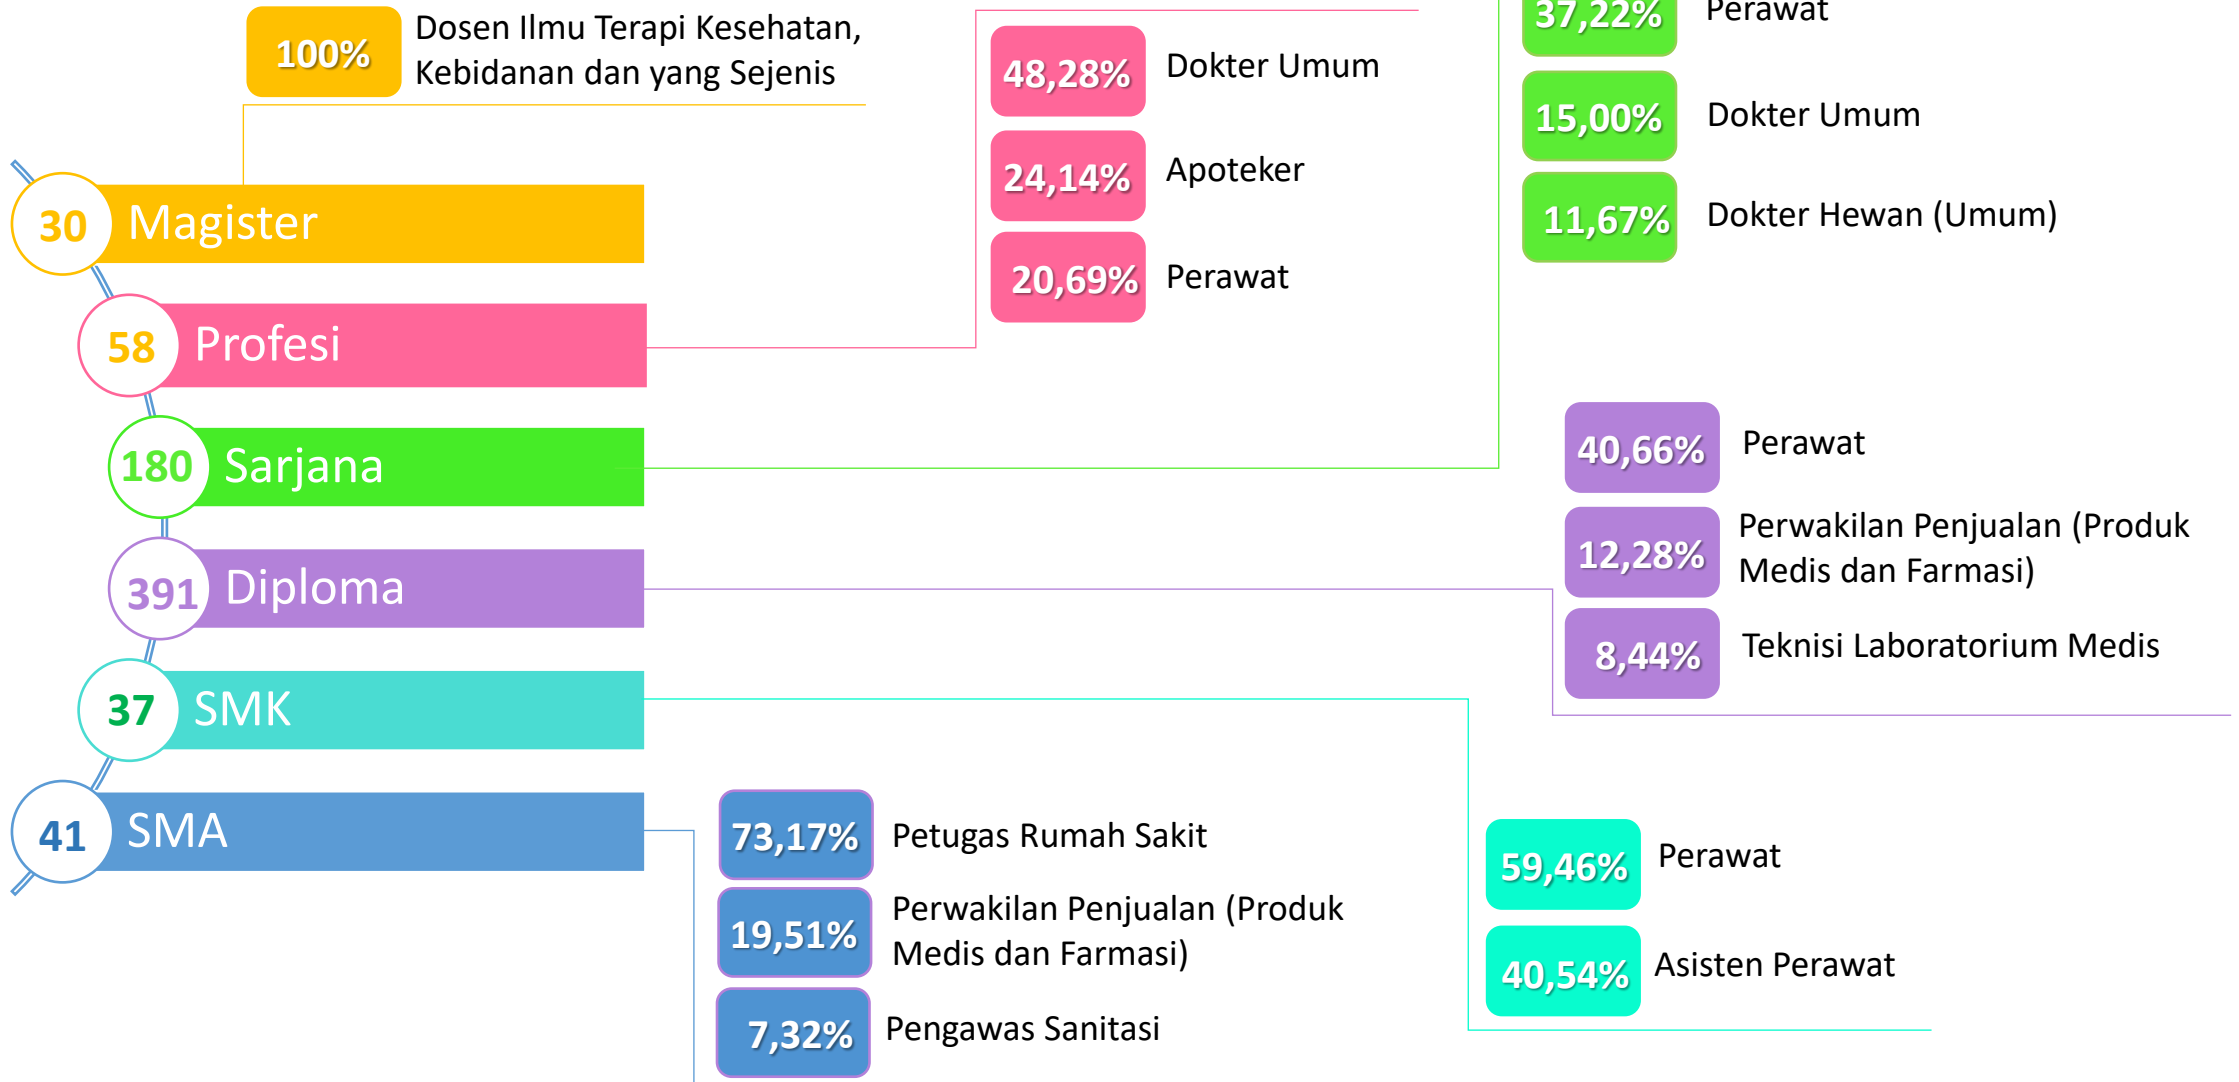 100%
Dosen Ilmu Terapi Kesehatan,
Kebidanan dan yang Sejenis
48,28%
Dokter Umum
24,14%
Apoteker
20,69%
Perawat
37,22%
Perawat
15,00%
Dokter Umum
11,67%
Dokter Hewan (Umum)
30
Magister
58
Profesi
180
Sarjana
391
Diploma
37
SMK
41
SMA
40,66%
Perawat
12,28%
Perwakilan Penjualan (Produk
Medis dan Farmasi)
8,44%
Teknisi Laboratorium Medis
73,17%
Petugas Rumah Sakit
19,51%
Perwakilan Penjualan (Produk
Medis dan Farmasi)
7,32%
Pengawas Sanitasi
59,46%
Perawat
40,54%
Asisten Perawat